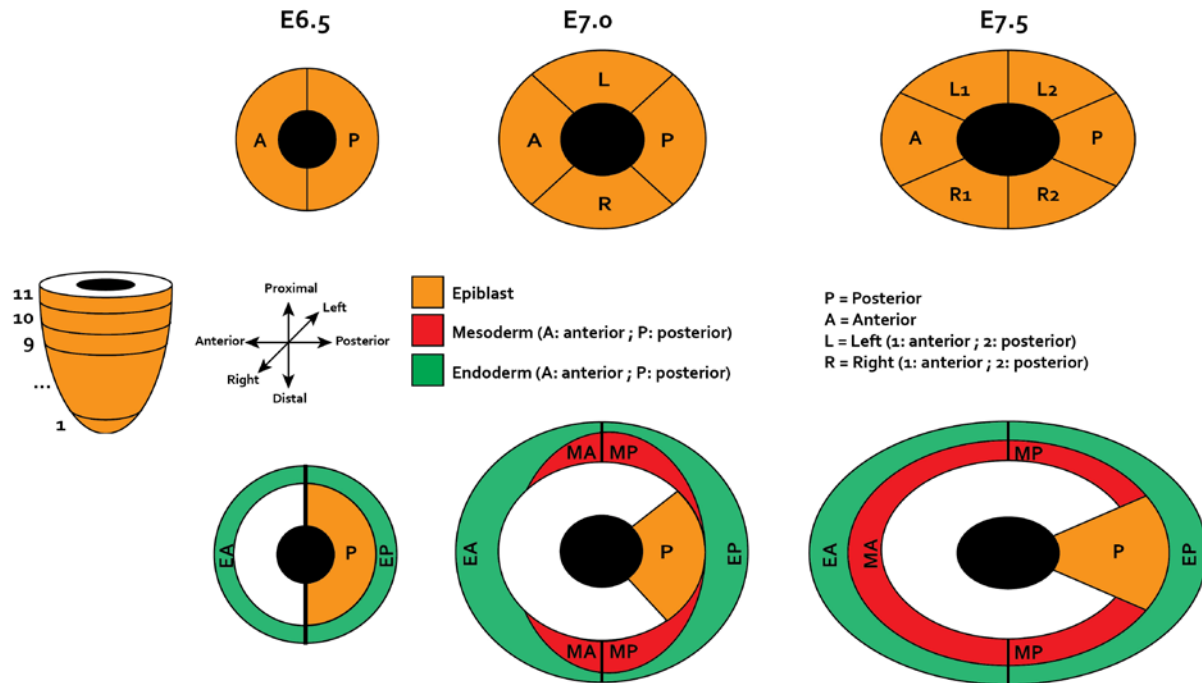 E6.5
E7.0
E7.5
A
P
L
A
P
R
L1
L2
A
P
R1
R2
11
10
9
...
1
Proximal
Left
Anterior
Posterior
Right
Distal
Epiblast
Mesoderm (A: anterior ; P: posterior)
Endoderm (A: anterior ; P: posterior)
P = Posterior
A = Anterior
L = Left (1: anterior ; 2: posterior)
R = Right (1: anterior ; 2: posterior)
EA
P
EP
MA
MP
EA
P
EP
MA
MP
MP
EA
MA
P
EP
MP